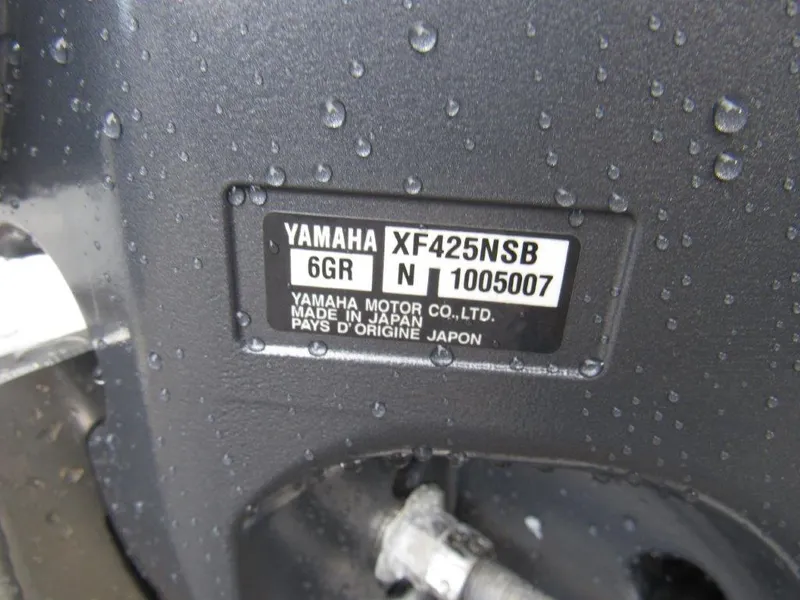 YAMAHA XF425NSB
6GR N 1005007
YAMAHA MOTOR CO.,LTD.
MADE IN JAPAN
PAYS D'ORIGINE JAPON